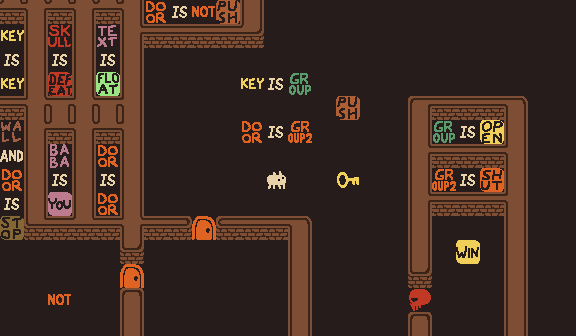 DOOR IS NOT PUSH
KEY IS KEY
SKULL IS DEFEAT
TEXT IS FLOAT
KEY IS GROUP
PUSH
DOOR IS GROUP2
GROUP IS OPEN
GROUP2 IS SHUT
WALL AND DOOR IS STOP
BABA IS YOU
DOOR IS DOOR
WIN
NOT